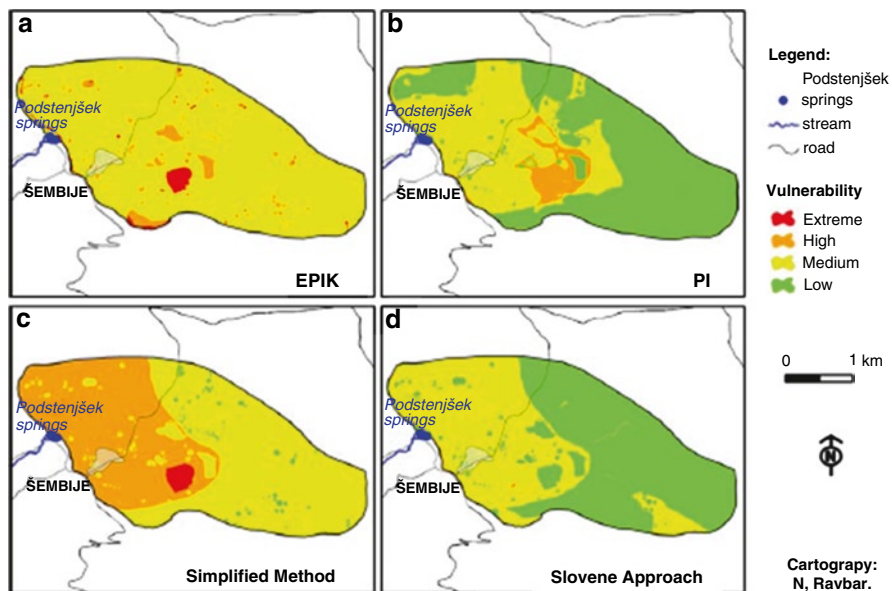 a
Podstenjšek
springs
ŠEMBIJE
EPIK
b
Podstenjšek
springs
ŠEMBIJE
PI
c
Podstenjšek
springs
ŠEMBIJE
Simplified Method
d
Podstenjšek
springs
ŠEMBIJE
Slovene Approach
Legend:
Podstenjšek
springs
stream
road
Vulnerability
Extreme
High
Medium
Low
0 1 km
N
Cartograpy:
N, Ravbar.